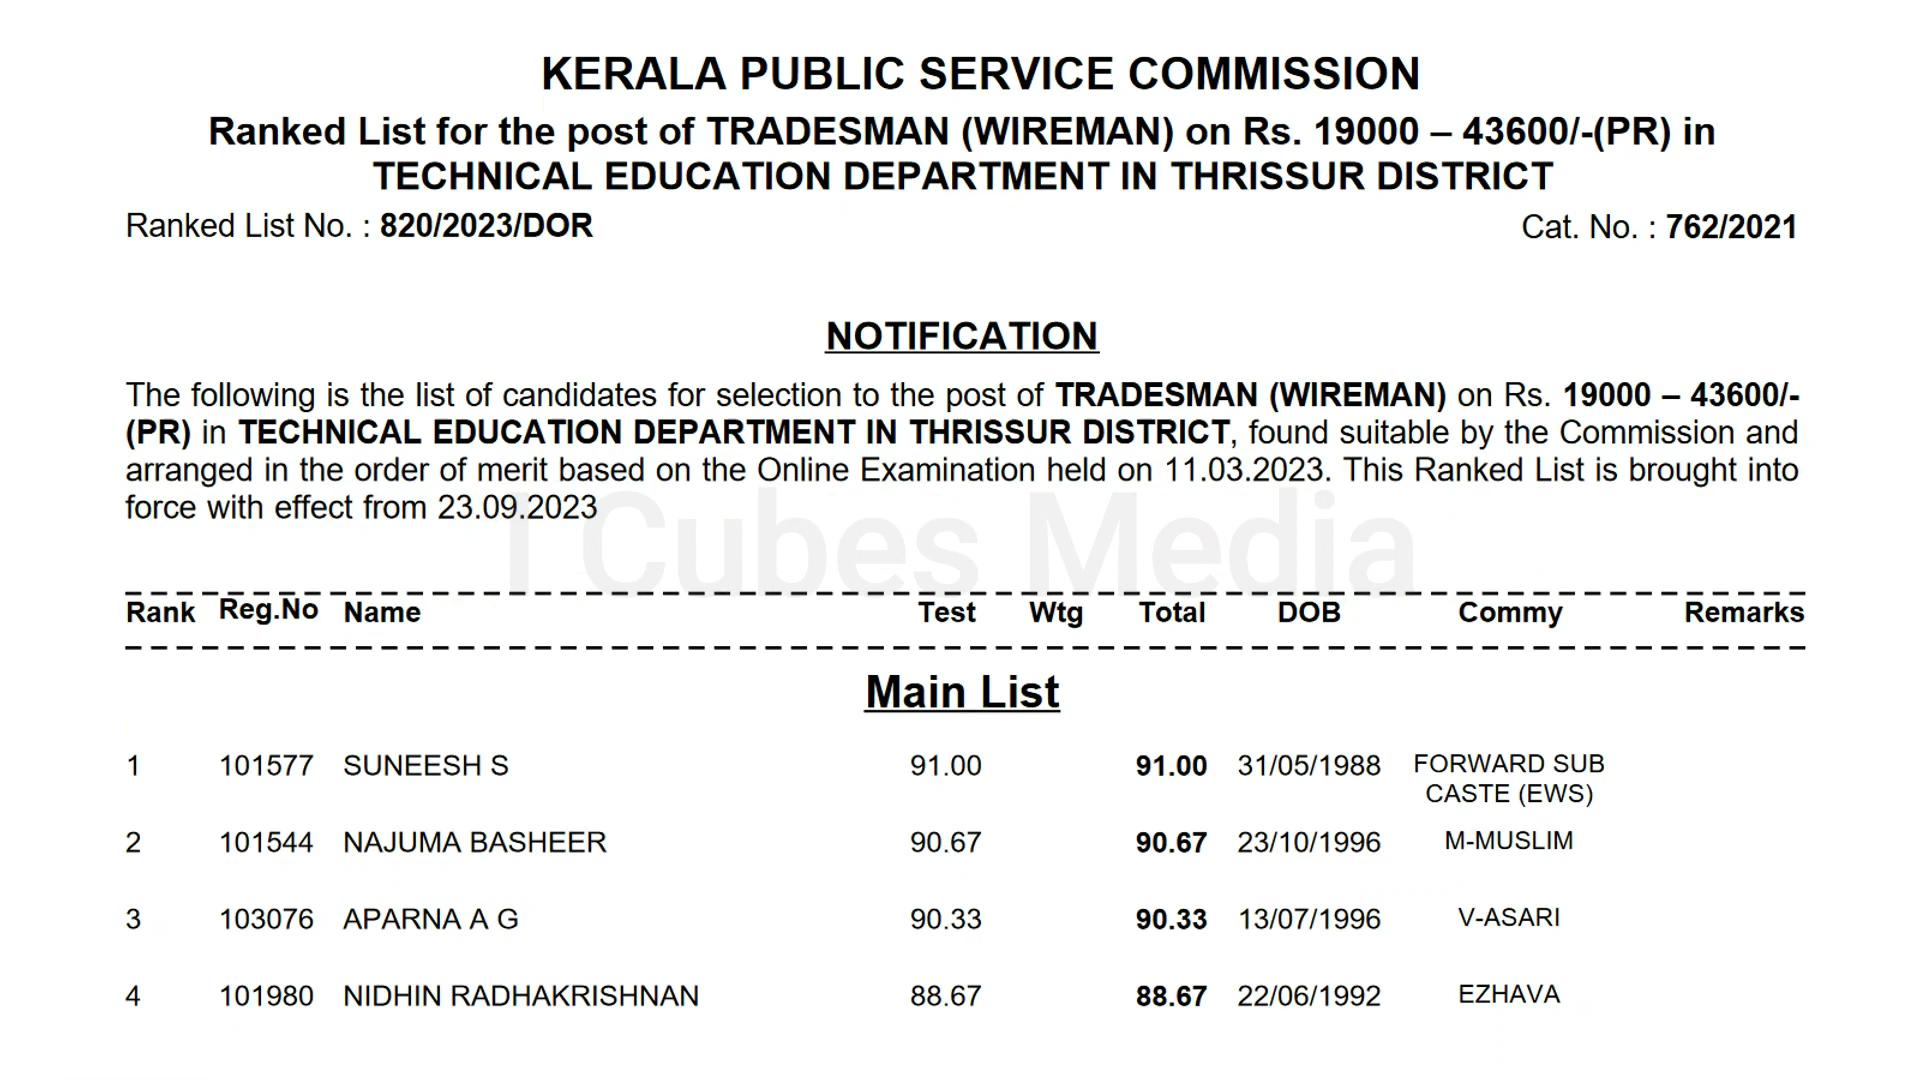 KERALA PUBLIC SERVICE COMMISSION
Ranked List for the post of TRADESMAN (WIREMAN) on Rs. 19000 – 43600/-(PR) in
TECHNICAL EDUCATION DEPARTMENT IN THRISSUR DISTRICT
Ranked List No. : 820/2023/DOR Cat. No. : 762/2021
NOTIFICATION
The following is the list of candidates for selection to the post of TRADESMAN (WIREMAN) on Rs. 19000 – 43600/-
(PR) in TECHNICAL EDUCATION DEPARTMENT IN THRISSUR DISTRICT, found suitable by the Commission and
arranged in the order of merit based on the Online Examination held on 11.03.2023. This Ranked List is brought into
force with effect from 23.09.2023
I Cubes Media
Rank Reg.No Name Test Wtg Total DOB Commy Remarks
Main List
1 101577 SUNEESH S 91.00 91.00 31/05/1988 FORWARD SUB
CASTE (EWS)
2 101544 NAJUMA BASHEER 90.67 90.67 23/10/1996 M-MUSLIM
3 103076 APARNA A G 90.33 90.33 13/07/1996 V-ASARI
4 101980 NIDHIN RADHAKRISHNAN 88.67 88.67 22/06/1992 EZHAVA